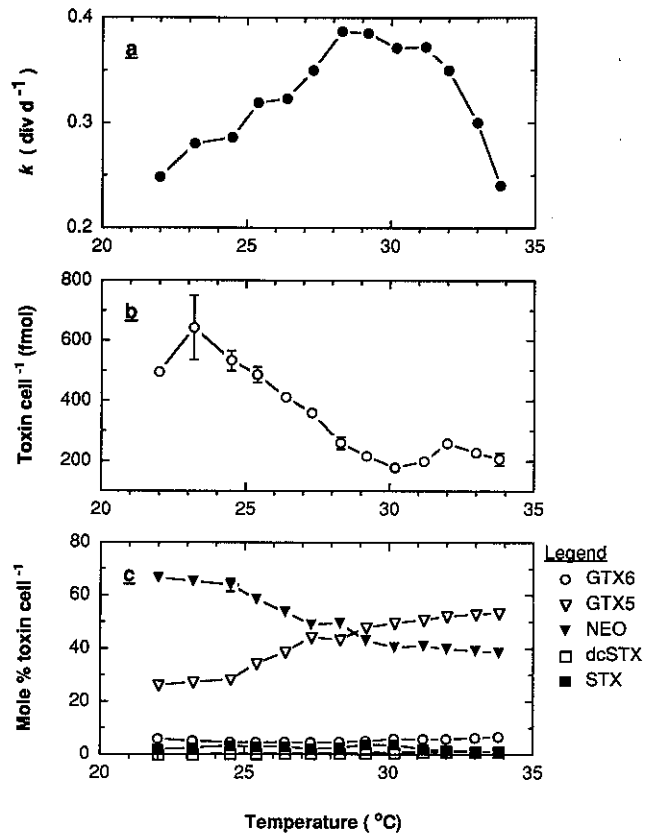 0.4
a
0.3
0.2
k ( div d -1 )
20 25 30 35
800
b
600
400
200
Toxin cell -1 (fmol)
20 25 30 35
80
c
60
40
20
0
Mole % toxin cell -1
20 25 30 35
Temperature ( °C)
Legend
GTX6
GTX5
NEO
dcSTX
STX